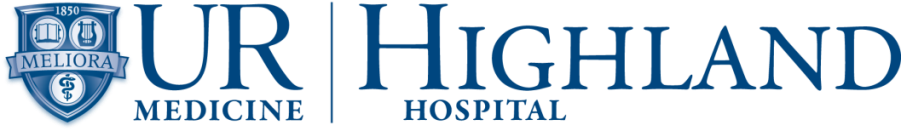 1850
MELIORA
UR
MEDICINE
HIGHLAND
HOSPITAL